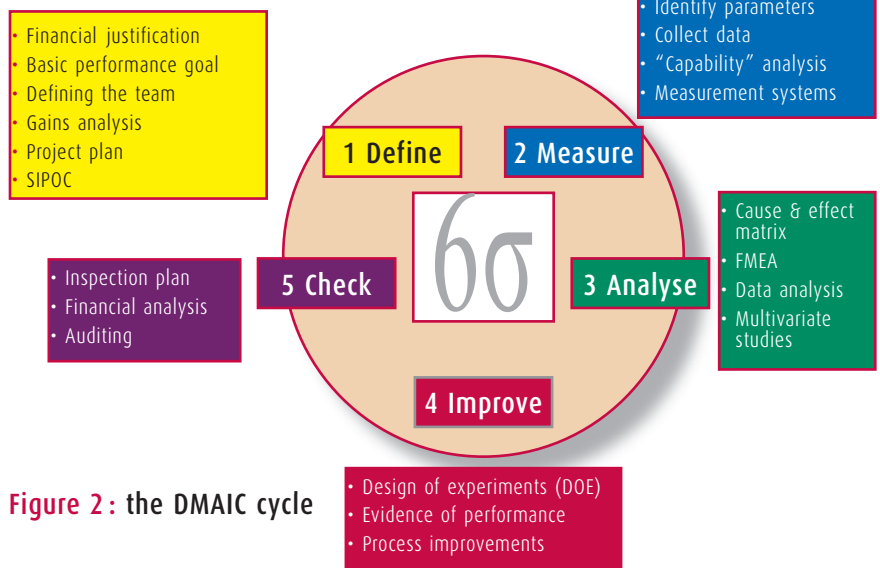 • Financial justification
• Basic performance goal
• Defining the team
• Gains analysis
• Project plan
• SIPOC
• Identify parameters
• Collect data
• “Capability” analysis
• Measurement systems
1 Define
2 Measure
6σ
• Cause & effect
matrix
• FMEA
• Data analysis
• Multivariate
studies
3 Analyse
• Inspection plan
• Financial analysis
• Auditing
5 Check
4 Improve
• Design of experiments (DOE)
• Evidence of performance
• Process improvements
Figure 2 : the DMAIC cycle